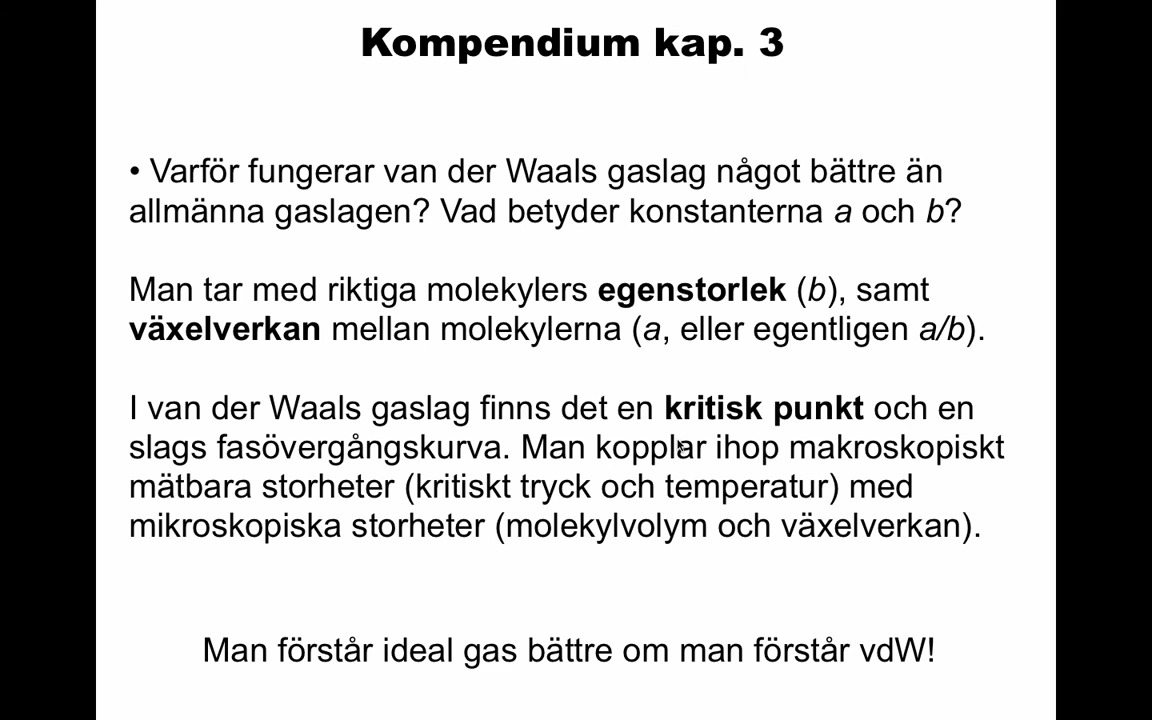 Kompendium kap. 3
• Varför fungerar van der Waals gaslag något bättre än
allmänna gaslagen? Vad betyder konstanterna a och b?
Man tar med riktiga molekylers egenstorlek (b), samt
växelverkan mellan molekylerna (a, eller egentligen a/b).
I van der Waals gaslag finns det en kritisk punkt och en
slags fasövergångskurva. Man kopplar ihop makroskopiskt
mätbara storheter (kritiskt tryck och temperatur) med
mikroskopiska storheter (molekylvolym och växelverkan).
Man förstår ideal gas bättre om man förstår vdW!